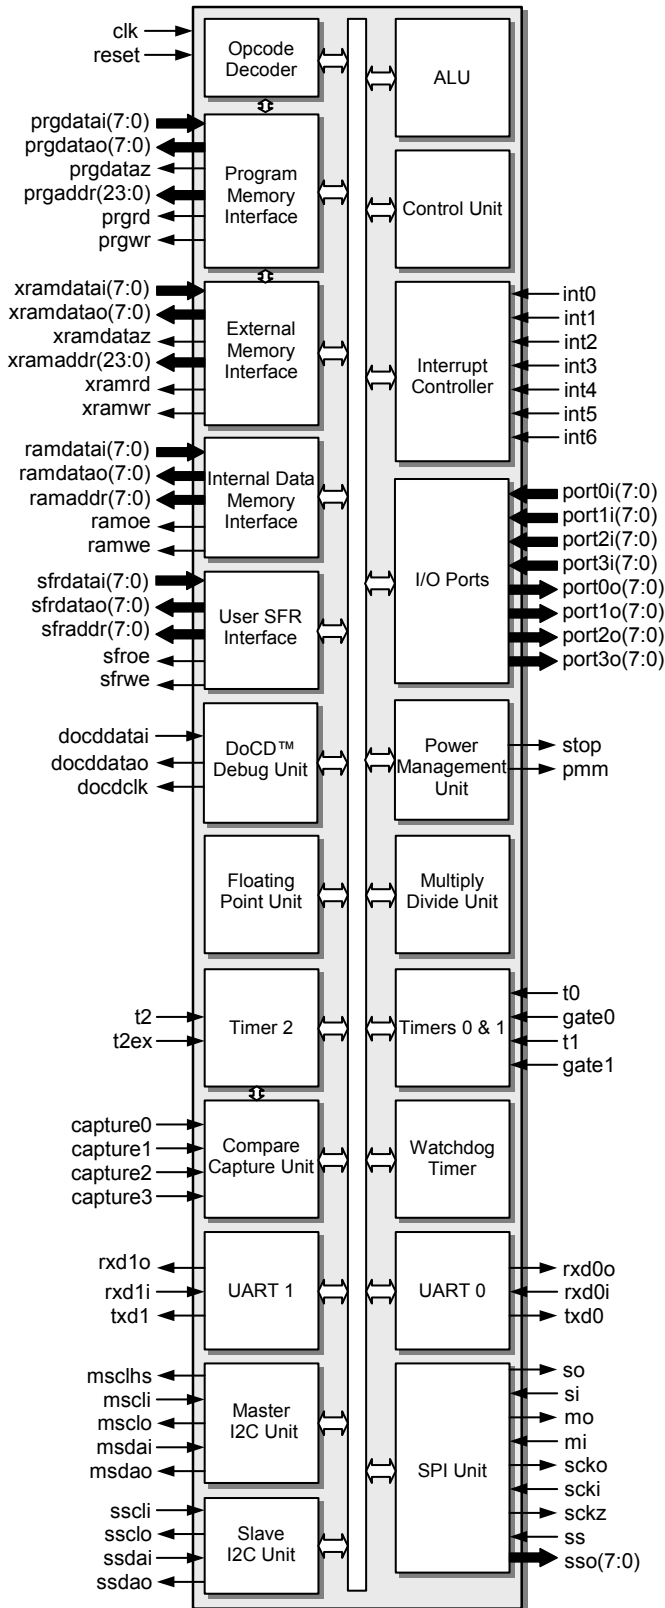 clk
reset
Opcode
Decoder
ALU
prgdatai(7:0)
prgdatao(7:0)
prgdataz
prgaddr(23:0)
prgrd
prgwr
Program
Memory
Interface
Control Unit
xramdatai(7:0)
xramdatao(7:0)
xramdataz
xramaddr(23:0)
xramrd
xramwr
External
Memory
Interface
Interrupt
Controller
int0
int1
int2
int3
int4
int5
int6
ramdatai(7:0)
ramdatao(7:0)
ramaddr(7:0)
ramoe
ramwe
Internal Data
Memory
Interface
I/O Ports
port0i(7:0)
port1i(7:0)
port2i(7:0)
port3i(7:0)
port0o(7:0)
port1o(7:0)
port2o(7:0)
port3o(7:0)
sfrdatai(7:0)
sfrdatao(7:0)
sfraddr(7:0)
sfroe
sfrwe
User SFR
Interface
docddatai
docddatao
docdclk
DoCD™
Debug Unit
Power
Management
Unit
stop
pmm
Floating
Point Unit
Multiply
Divide Unit
t2
t2ex
Timer 2
Timers 0 & 1
t0
gate0
t1
gate1
capture0
capture1
capture2
capture3
Compare
Capture Unit
Watchdog
Timer
rxd1o
rxd1i
txd1
UART 1
UART 0
rxd0o
rxd0i
txd0
msclhs
mscli
msclo
msdai
msdao
Master
I2C Unit
SPI Unit
so
si
mo
mi
scko
scki
sckz
ss
sso(7:0)
sscli
ssclo
ssdai
ssdao
Slave
I2C Unit